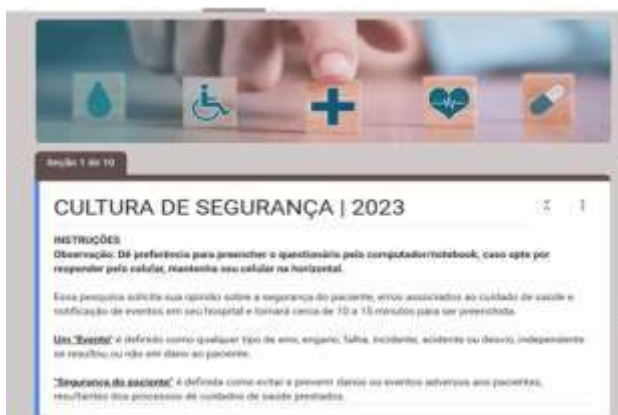 Seção 1 de 10
CULTURA DE SEGURANÇA | 2023
INSTRUÇÕES
Observação: Dê preferência para preencher o questionário pelo computador/notebook, caso opte por
responder pelo celular, mantenha seu celular na horizontal.
Essa pesquisa solicita sua opinião sobre a segurança do paciente, erros associados ao cuidado de saúde e
notificação de eventos em seu hospital e tomará cerca de 10 a 15 minutos para ser preenchida.
Um "Evento" é definido como qualquer tipo de erro, engano, falha, incidente, acidente ou desvio, independente
se resultou ou não em dano ao paciente.
"Segurança do paciente" é definida como evitar e prevenir danos ou eventos adversos aos pacientes,
resultantes dos processos de cuidados de saúde prestados.